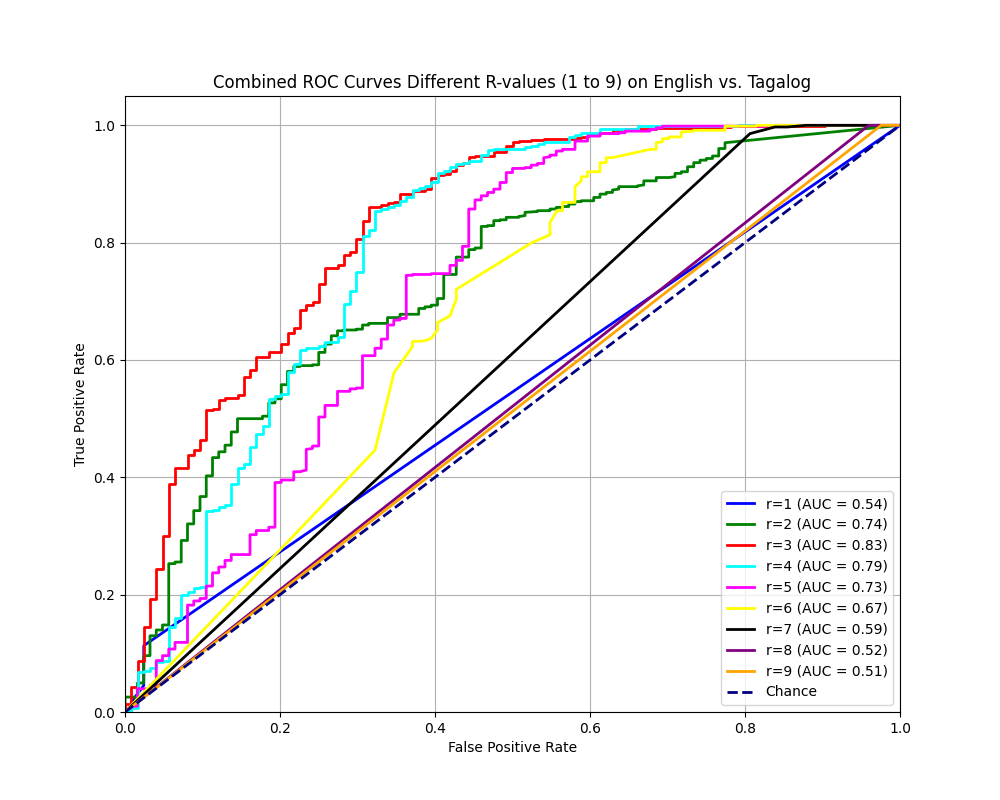 Combined ROC Curves Different R-values (1 to 9) on English vs. Tagalog
1.0
0.8
0.6
0.4
0.2
0.0
True Positive Rate
0.0 0.2 0.4 0.6 0.8 1.0
False Positive Rate
r=1 (AUC = 0.54)
r=2 (AUC = 0.74)
r=3 (AUC = 0.83)
r=4 (AUC = 0.79)
r=5 (AUC = 0.73)
r=6 (AUC = 0.67)
r=7 (AUC = 0.59)
r=8 (AUC = 0.52)
r=9 (AUC = 0.51)
Chance